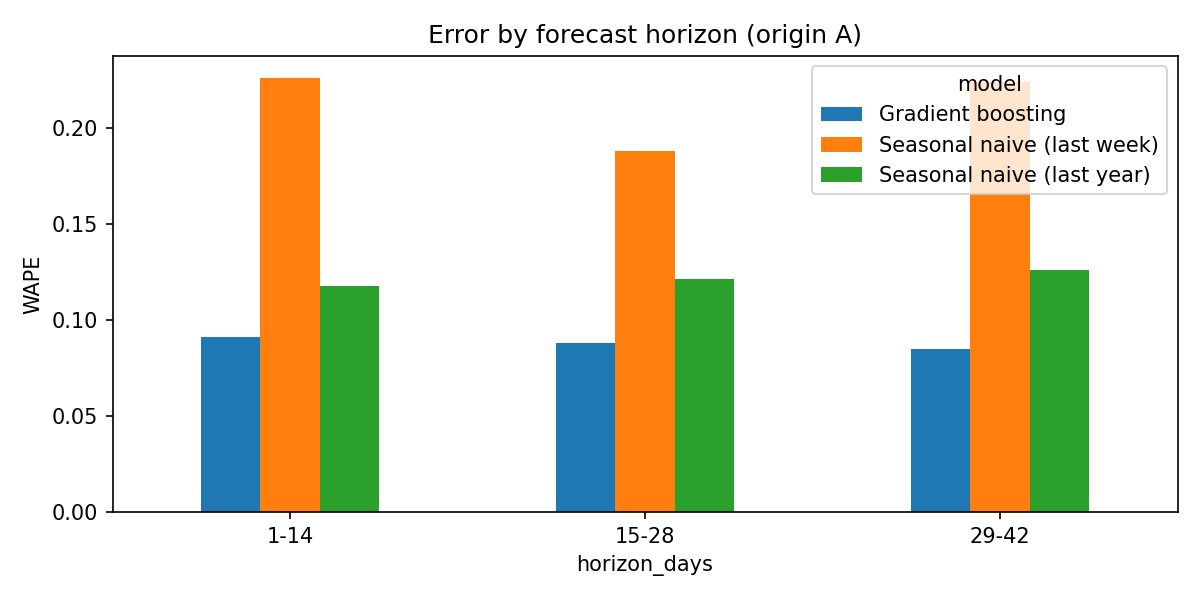 Error by forecast horizon (origin A)
model
Gradient boosting
Seasonal naive (last week)
Seasonal naive (last year)
WAPE
0.20
0.15
0.10
0.05
0.00
1-14
15-28
29-42
horizon_days